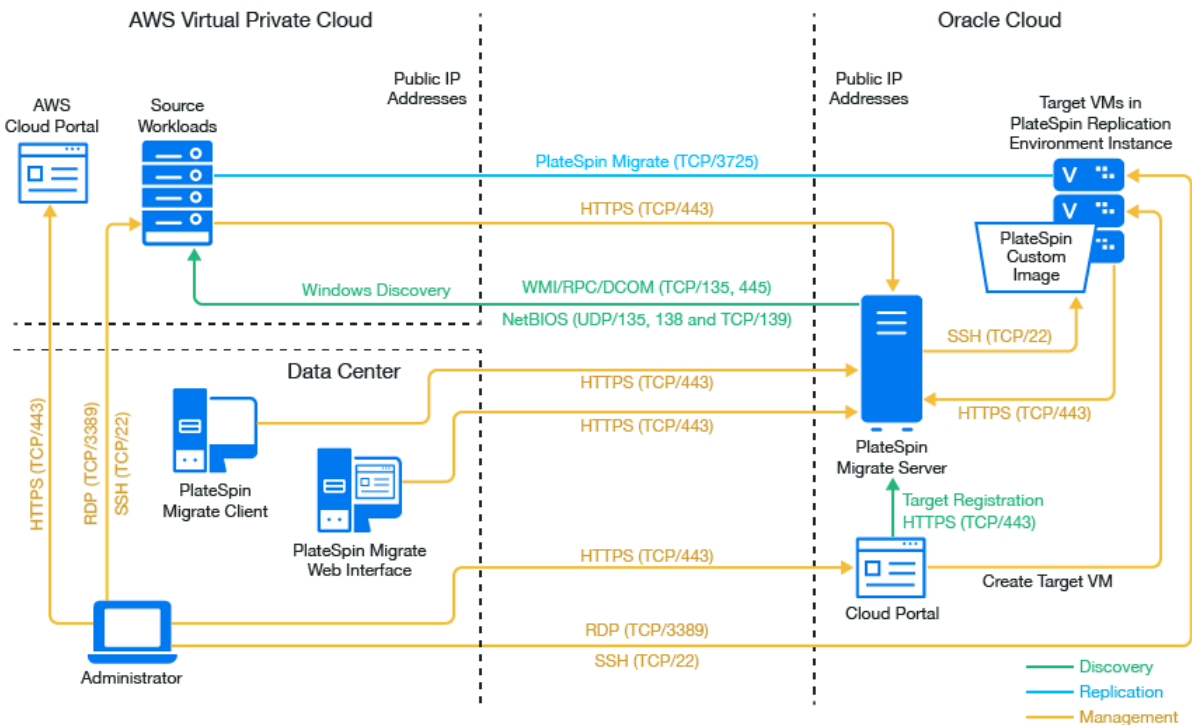 AWS Virtual Private Cloud
Oracle Cloud
Public IP
Addresses
Public IP
Addresses
AWS
Cloud Portal
Source
Workloads
Target VMs in
PlateSpin Replication
Environment Instance
PlateSpin Migrate (TCP/3725)
HTTPS (TCP/443)
PlateSpin
Custom
Image
Windows Discovery
WMI/RPC/DCOM (TCP/135, 445)
NetBIOS (UDP/135, 138 and TCP/139)
SSH (TCP/22)
Data Center
HTTPS (TCP/443)
HTTPS (TCP/443)
HTTPS (TCP/443)
PlateSpin
Migrate Server
HTTPS (TCP/443)
RDP (TCP/3389)
SSH (TCP/22)
PlateSpin
Migrate Client
PlateSpin Migrate
Web Interface
Target Registration
HTTPS (TCP/443)
HTTPS (TCP/443)
Create Target VM
Cloud Portal
RDP (TCP/3389)
SSH (TCP/22)
Administrator
Discovery
Replication
Management
V
V